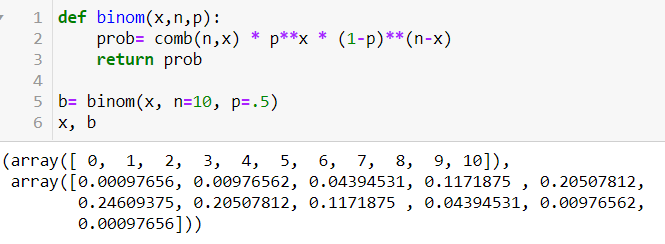 1 def binom(x,n,p):
2     prob= comb(n,x) * p**x * (1-p)**(n-x)
3     return prob
4
5 b= binom(x, n=10, p=.5)
6 x, b
(array([ 0,  1,  2,  3,  4,  5,  6,  7,  8,  9, 10]),
 array([0.00097656, 0.00976562, 0.04394531, 0.1171875 , 0.20507812,
        0.24609375, 0.20507812, 0.1171875 , 0.04394531, 0.00976562,
        0.00097656]))